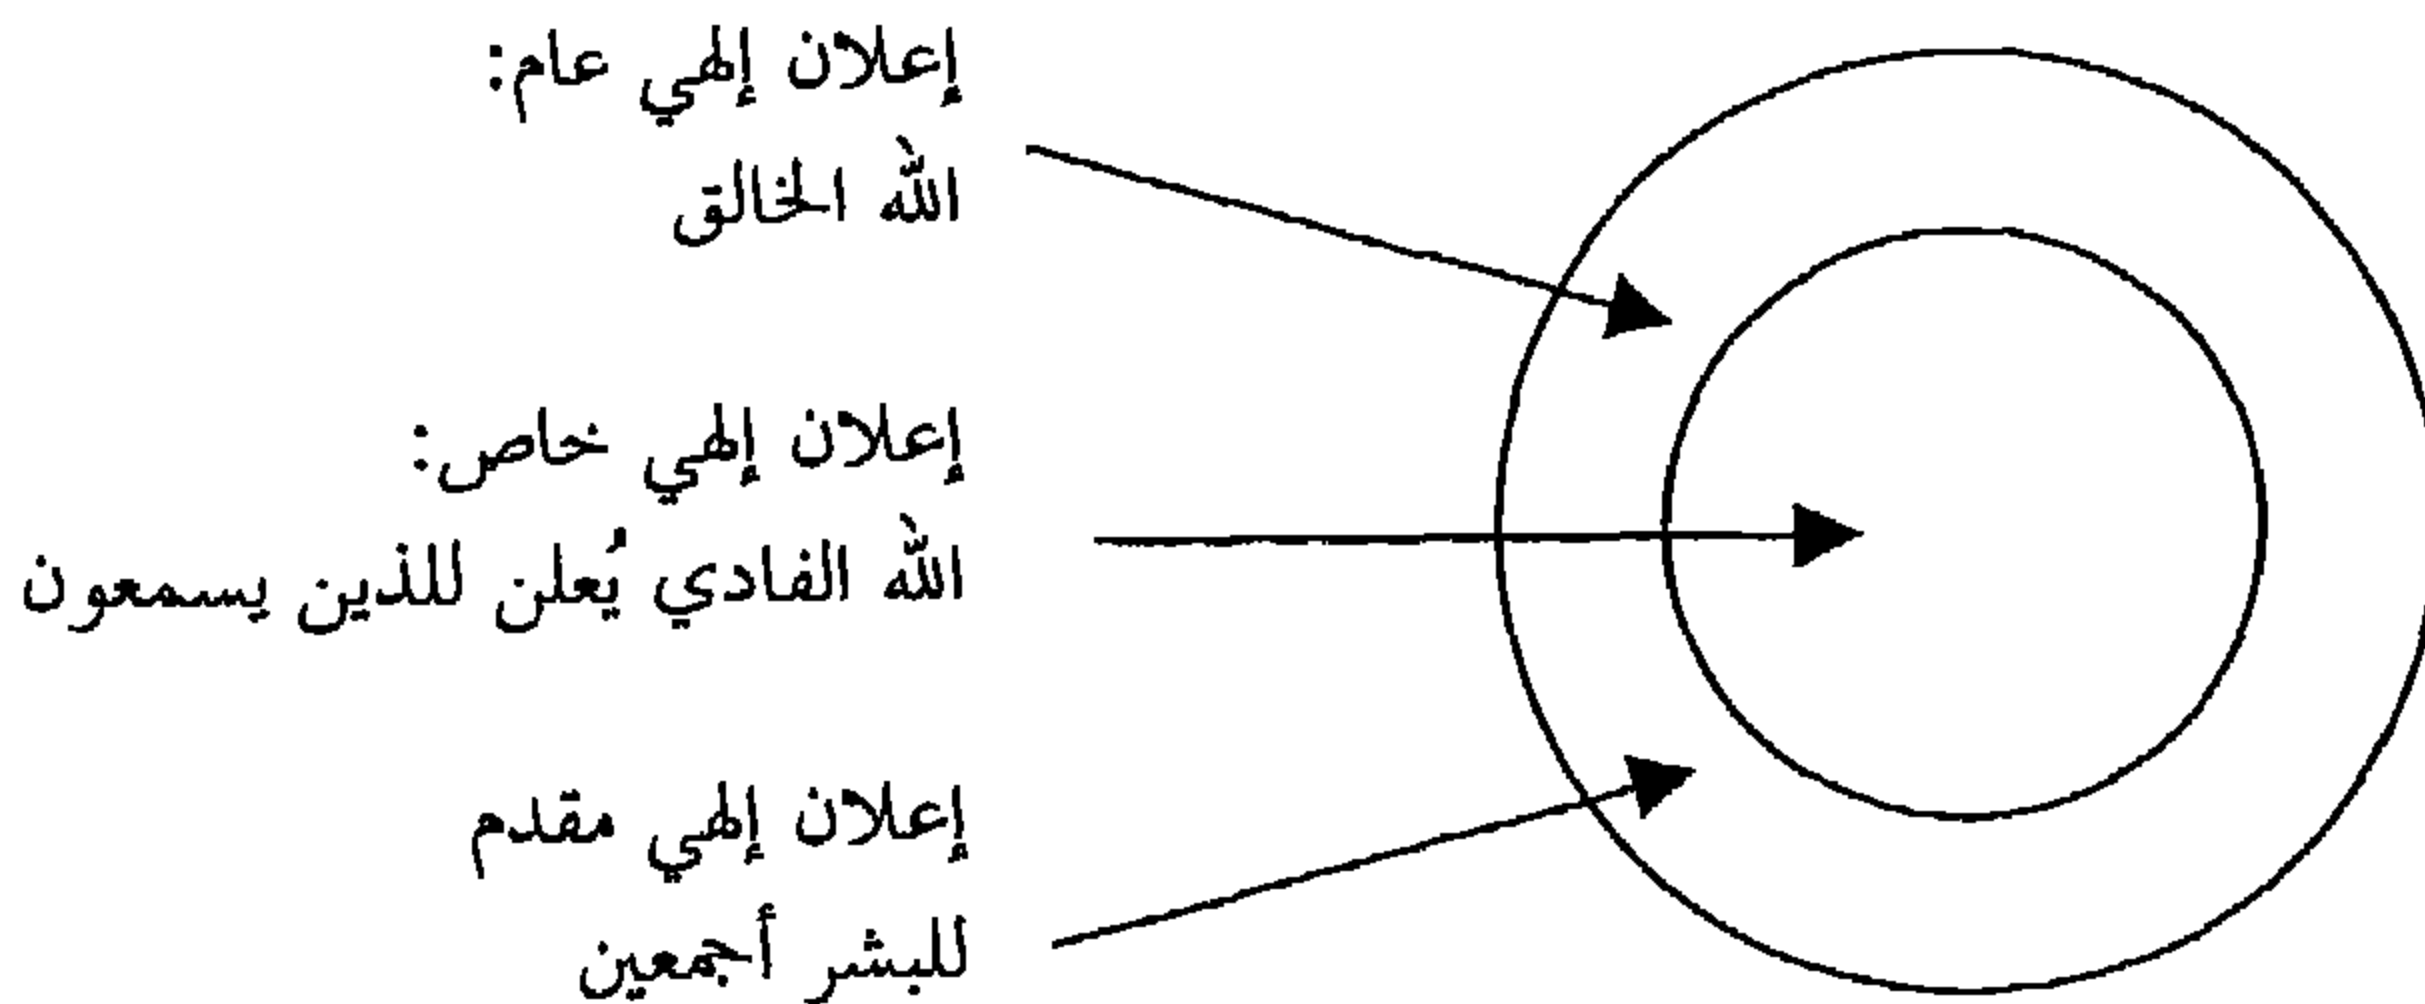 إعلان إلهي عام:
الله الخالق
إعلان إلهي خاص:
الله الفادي يُعلن للذين يسمعون
إعلان إلهي مقدم
للبشر أجمعين